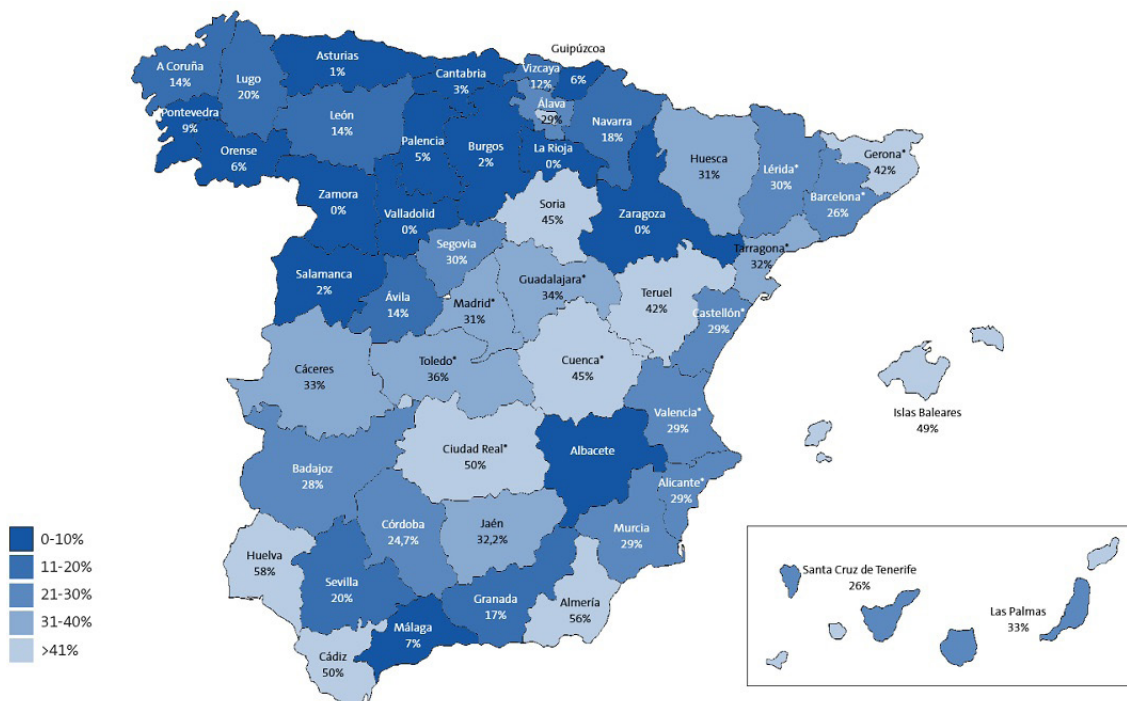 Guipúzcoa
6%
A Coruña
14%
Lugo
20%
Asturias
1%
Cantabria
3%
Vizcaya
12%
Álava
29%
Navarra
18%
Pontevedra
9%
Orense
6%
León
14%
Palencia
5%
Burgos
2%
La Rioja
0%
Huesca
31%
Lérida*
30%
Gerona*
42%
Barcelona*
26%
Zamora
0%
Valladolid
0%
Soria
45%
Zaragoza
0%
Tarragona*
32%
Segovia
30%
Salamanca
2%
Ávila
14%
Madrid*
31%
Guadalajara*
34%
Teruel
42%
Castellón*
29%
Cáceres
33%
Toledo*
36%
Cuenca*
45%
Islas Baleares
49%
Valencia*
29%
Ciudad Real*
50%
Albacete
Badajoz
28%
Alicante*
29%
Córdoba
24,7%
Jaén
32,2%
Murcia
29%
Huelva
58%
Sevilla
20%
Granada
17%
Almería
56%
Málaga
7%
Cádiz
50%
0-10%
11-20%
21-30%
31-40%
>41%
Santa Cruz de Tenerife
26%
Las Palmas
33%